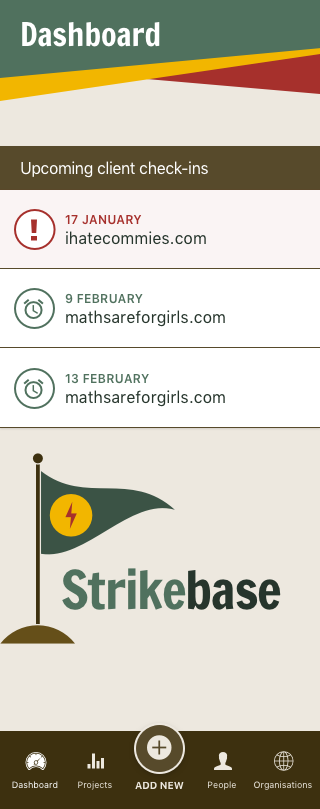 Dashboard
Upcoming client check-ins
17 JANUARY
ihatecommies.com
9 FEBRUARY
mathsareforgirls.com
13 FEBRUARY
mathsareforgirls.com
Strikebase
Dashboard
Projects
ADD NEW
People
Organisations